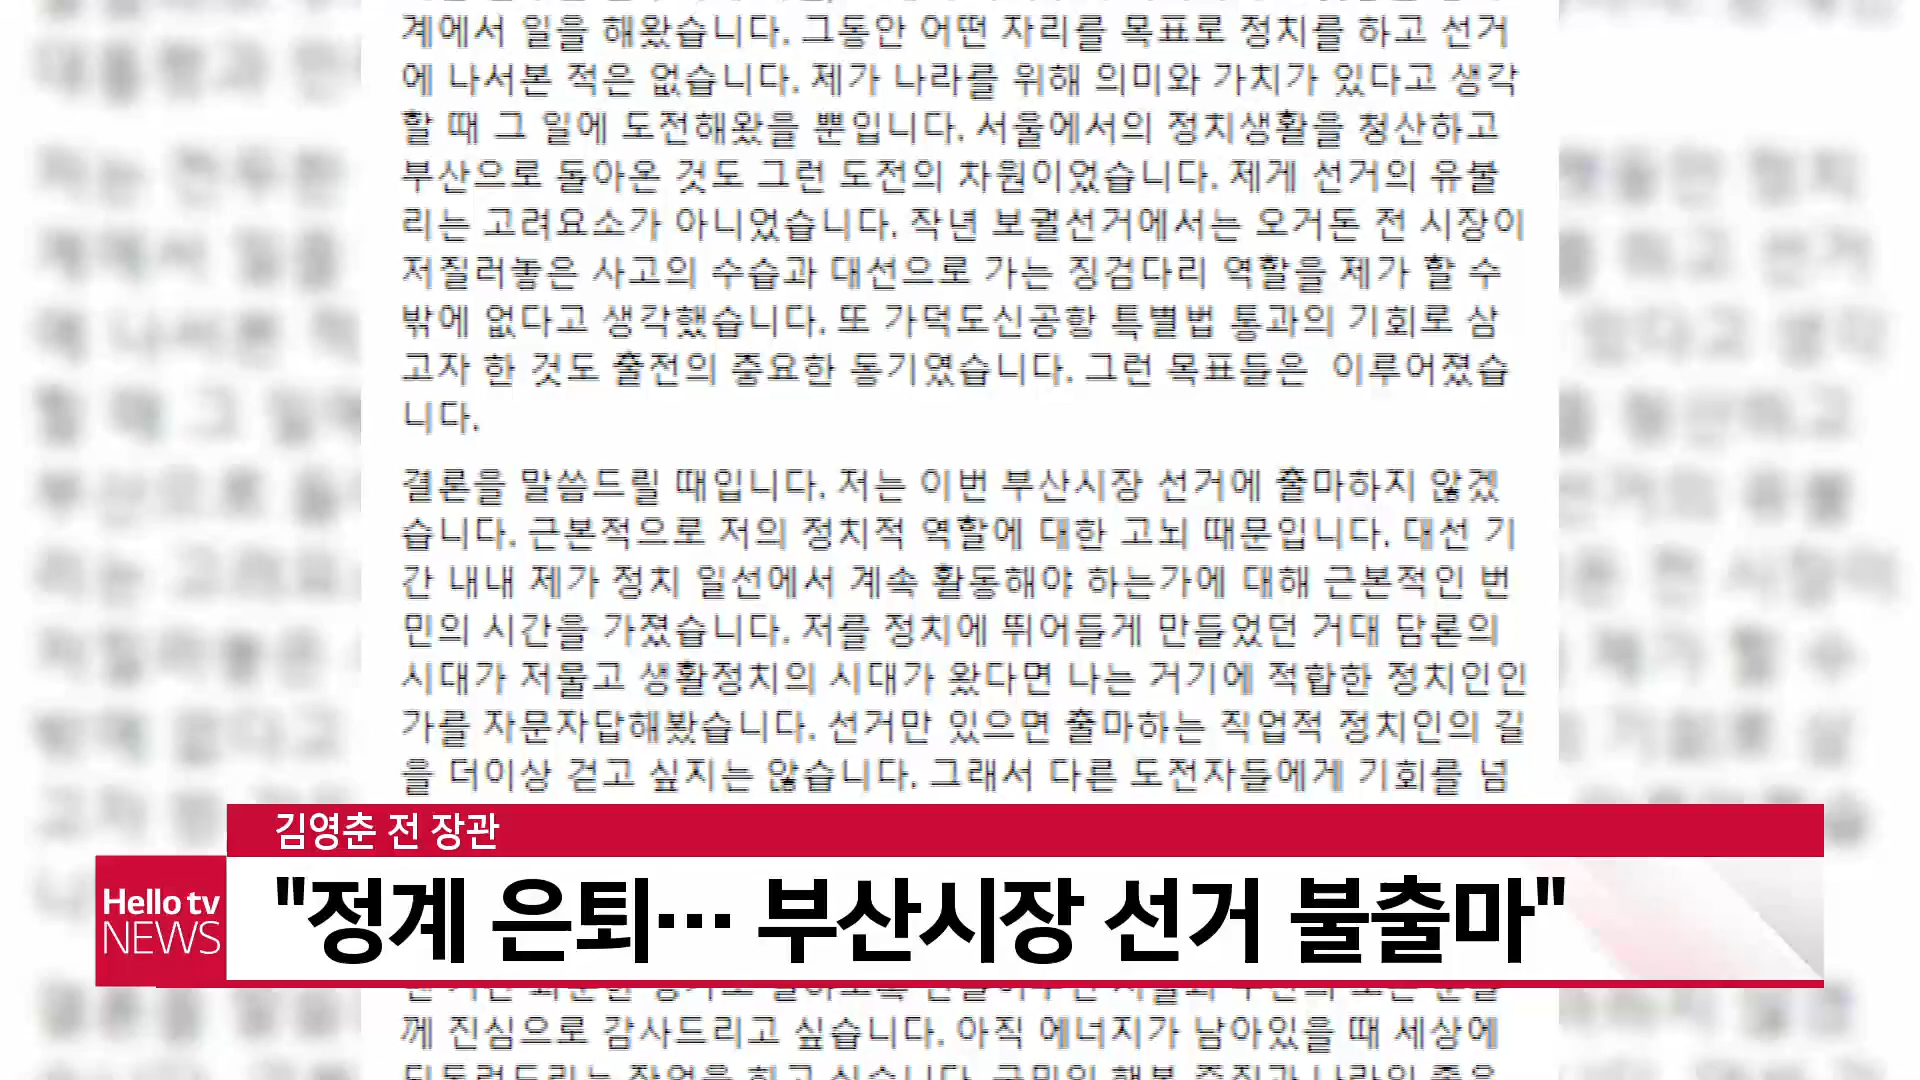 계에서 일을 해왔습니다. 그동안 어떤 자리를 목표로 정치를 하고 선거
에 나서본 적은 없습니다. 제가 나라를 위해 의미와 가치가 있다고 생각
할 때 그 일에 도전해왔을 뿐입니다. 서울에서의 정치생활을 청산하고
부산으로 돌아온 것도 그런 도전의 차원이었습니다. 제게 선거의 유불
리는 고려요소가 아니었습니다. 작년 보궐선거에서는 오거돈 전 시장이
저질러놓은 사고의 수습과 대선으로 가는 징검다리 역할을 제가 할 수
밖에 없다고 생각했습니다. 또 가덕도신공항 특별법 통과의 기회로 삼
고자 한 것도 출전의 중요한 동기였습니다. 그런 목표들은 이루어졌습
니다.
결론을 말씀드릴 때입니다. 저는 이번 부산시장 선거에 출마하지 않겠
습니다. 근본적으로 저의 정치적 역할에 대한 고뇌 때문입니다. 대선 기
간 내내 제가 정치 일선에서 계속 활동해야 하는가에 대해 근본적인 번
민의 시간을 가졌습니다. 저를 정치에 뛰어들게 만들었던 거대 담론의
시대가 저물고 생활정치의 시대가 왔다면 나는 거기에 적합한 정치인인
가를 자문자답해봤습니다. 선거만 있으면 출마하는 직업적 정치인의 길
을 더이상 걷고 싶지는 않습니다. 그래서 다른 도전자들에게 기회를 넘
김영춘 전 장관
Hello tv
NEWS
"정계 은퇴… 부산시장 선거 불출마"
께 진심으로 감사드리고 싶습니다. 아직 에너지가 남아있을 때 세상에